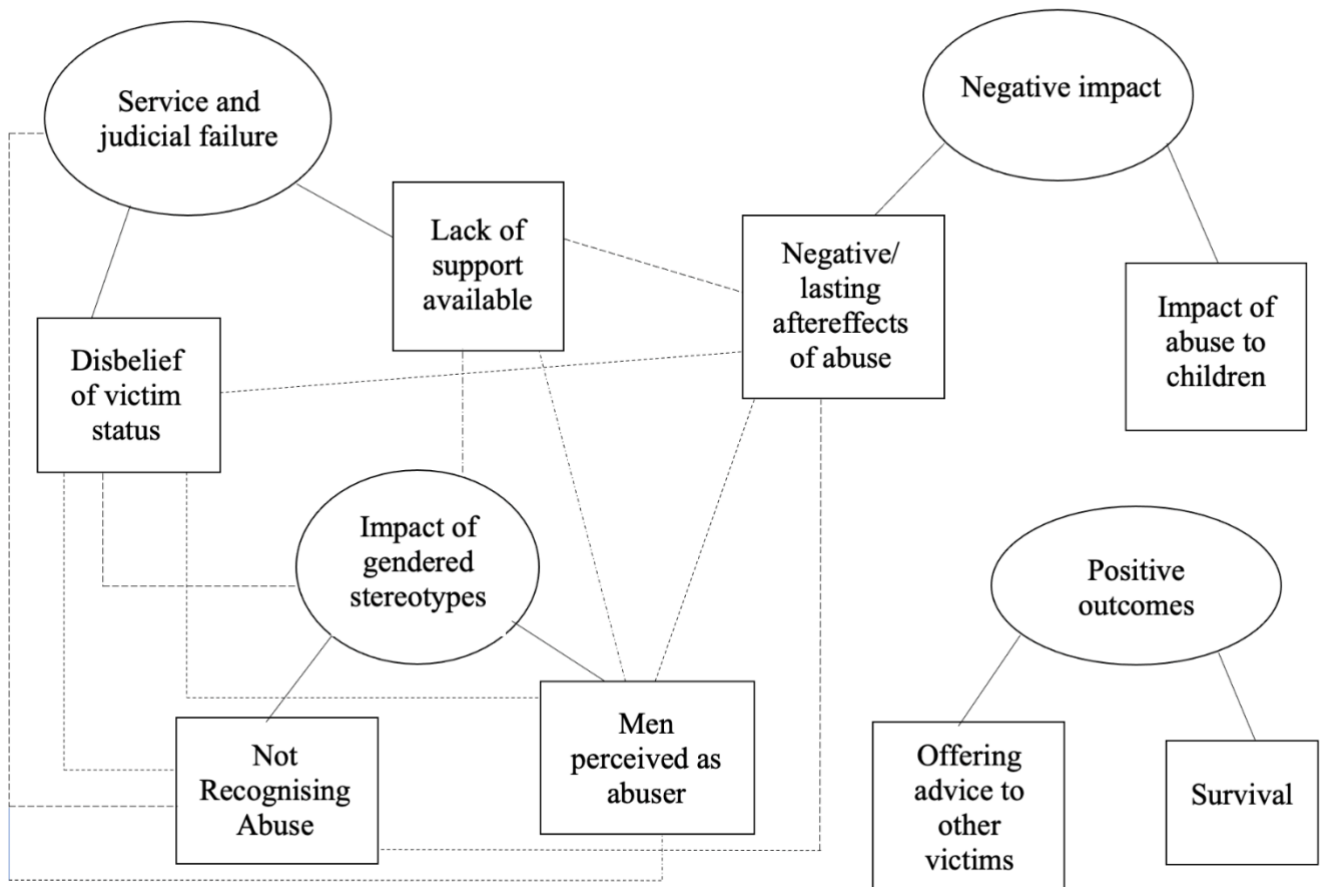 Service and
judicial failure
Negative impact
Lack of
support
available
Negative/
lasting
aftereffects
of abuse
Impact of
abuse to
children
Disbelief
of victim
status
Impact of
gendered
stereotypes
Positive
outcomes
Not
Recognising
Abuse
Men
perceived as
abuser
Offering
advice to
other
victims
Survival